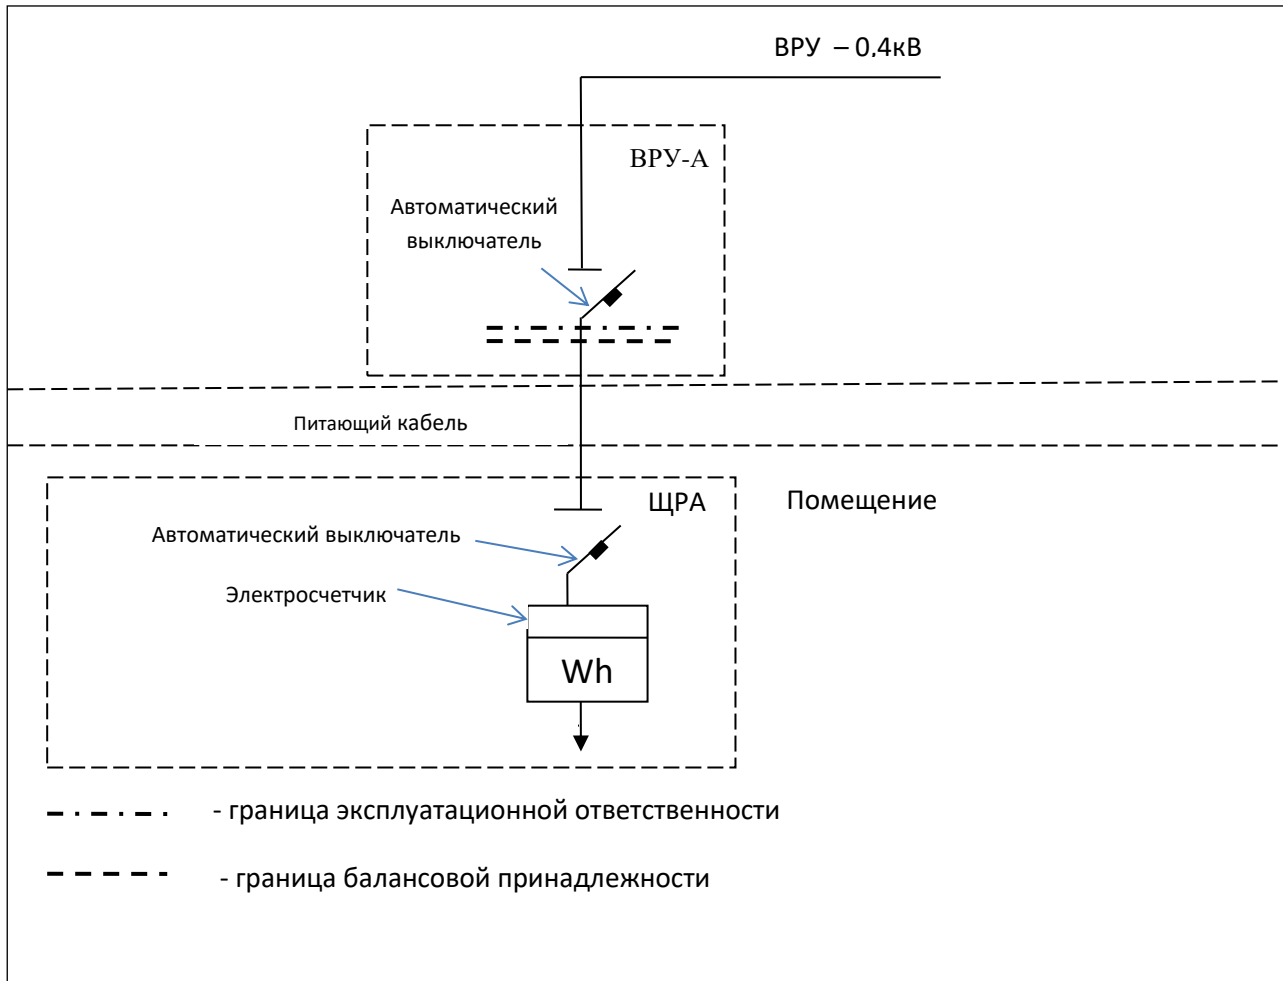 ВРУ – 0,4кВ
ВРУ-А
Автоматический
выключатель
Питающий кабель
ЩРА
Помещение
Автоматический выключатель
Электросчетчик
Wh
- граница эксплуатационной ответственности
- граница балансовой принадлежности